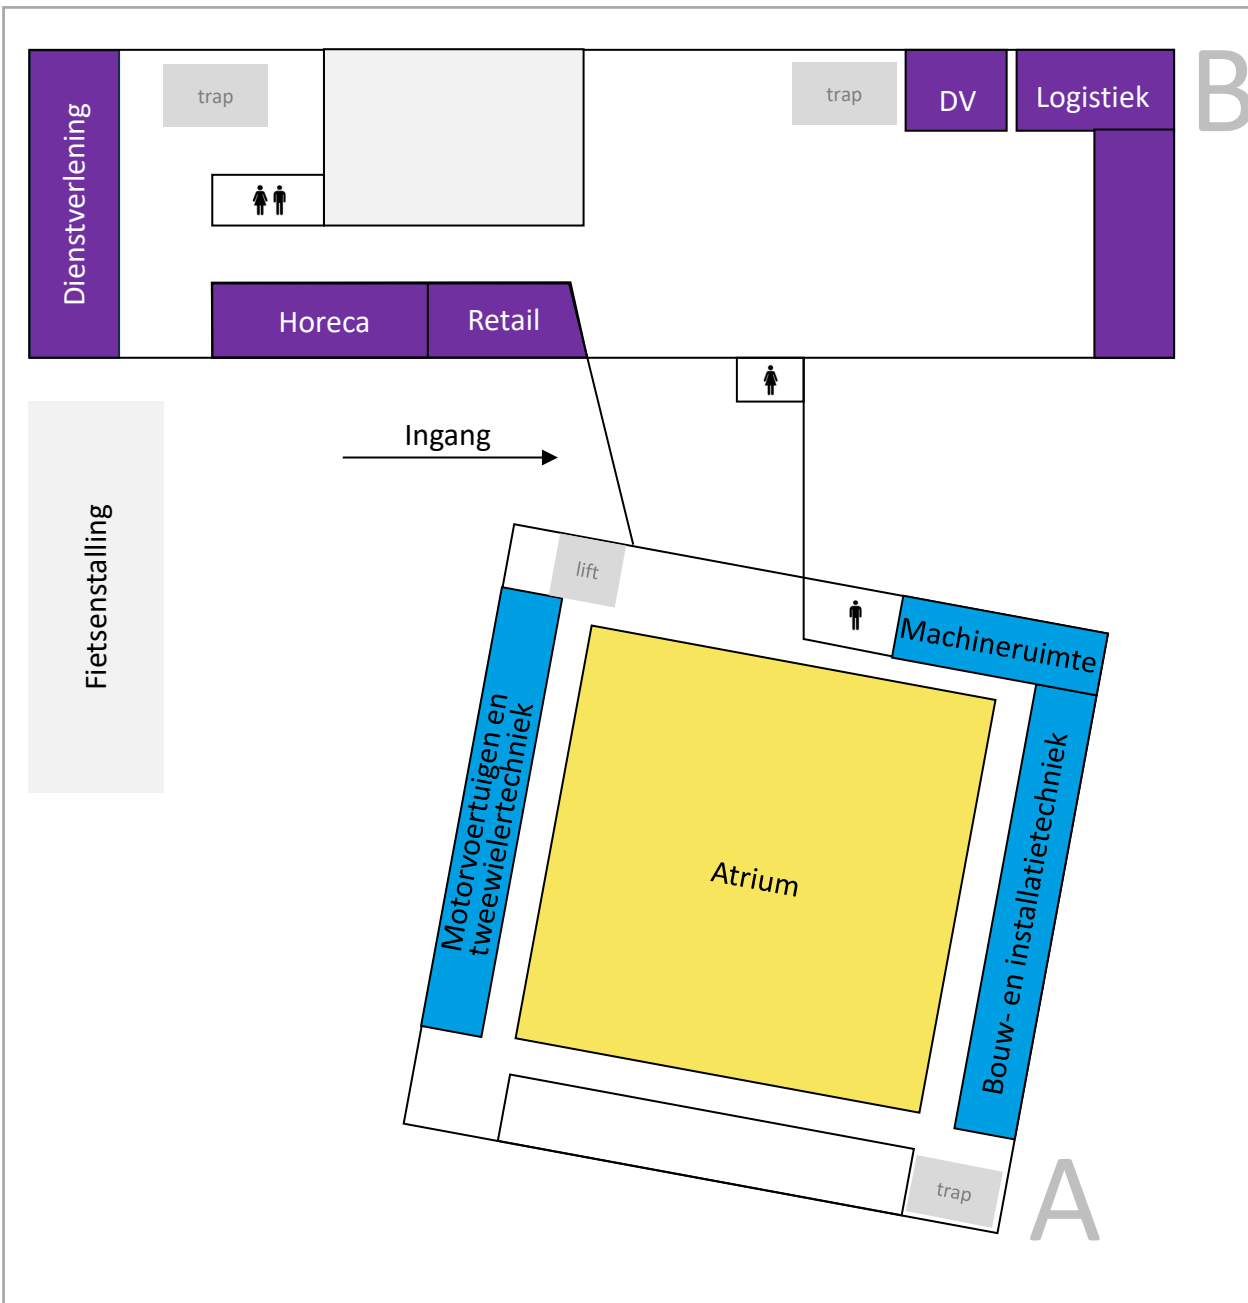 B
trap
trap
DV
Logistiek
Dienstverlening
Horeca
Retail
Ingang
Fietsenstalling
lift
Machineruimte
Motorvoertuigen en
tweewielertechniek
Atrium
Bouw- en installatietechniek
trap
A